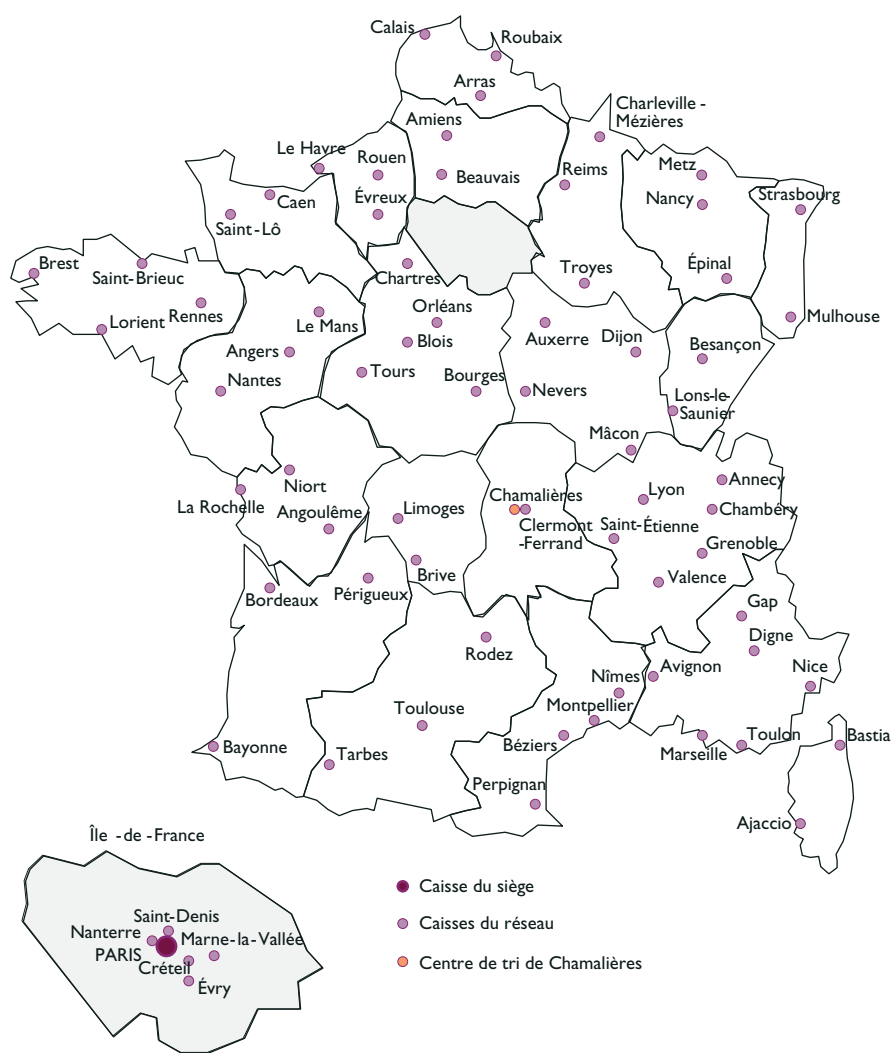 Calais
Roubaix
Arras
Charleville-
Mézières
Amiens
Le Havre
Rouen
Beauvais
Reims
Metz
Caen
Évreux
Nancy
Strasbourg
Saint-Lô
Brest
Saint-Brieuc
Chartres
Troyes
Épinal
Rennes
Lorient
Le Mans
Orléans
Auxerre
Dijon
Mulhouse
Angers
Blois
Besançon
Nantes
Tours
Bourges
Nevers
Lons-le-
Saunier
Mâcon
Niort
La Rochelle
Angoulême
Limoges
Chamalières
Clermont
-Ferrand
Lyon
Annecy
Chambéry
Saint-Étienne
Grenoble
Brive
Valence
Bordeaux
Périgueux
Gap
Digne
Rodez
Nîmes
Avignon
Nice
Montpellier
Toulouse
Bayonne
Tarbes
Béziers
Marseille
Toulon
Bastia
Perpignan
Ajaccio
Île -de -France
Saint-Denis
Nanterre
Marne-la-Vallée
PARIS
Créteil
Évry
Caisse du siège
Caisses du réseau
Centre de tri de Chamalières